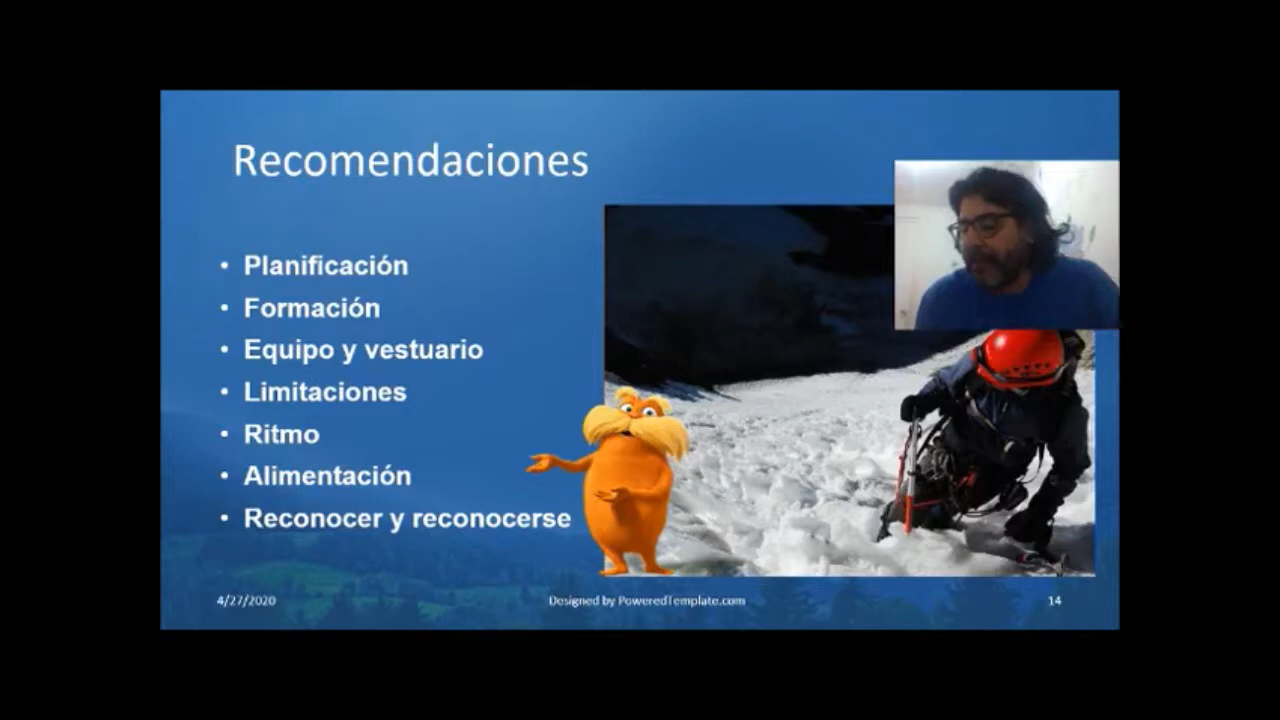 Recomendaciones
• Planificación
• Formación
• Equipo y vestuario
• Limitaciones
• Ritmo
• Alimentación
• Reconocer y reconocerse
4/27/2020
Designed by PoweredTemplate.com
14